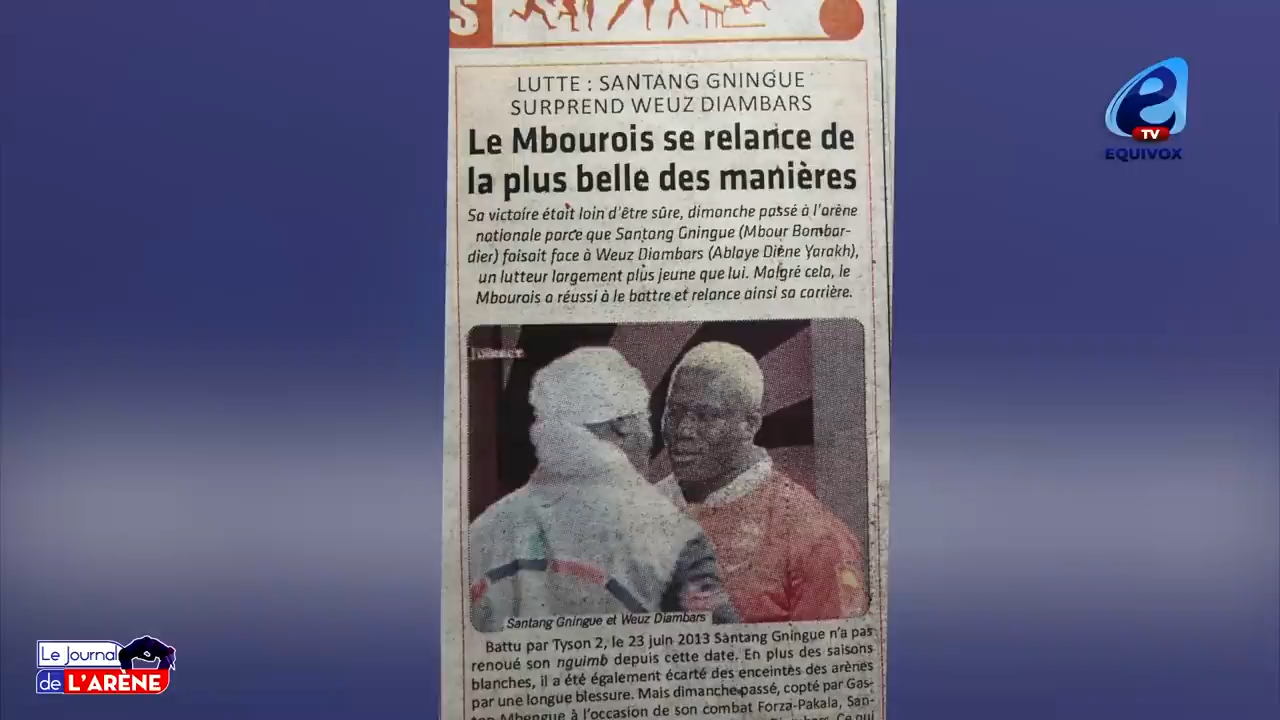 S
LUTTE : SANTANG GNINGUE
SURPREND WEUZ DIAMBARS
Le Mbourois se relance de
la plus belle des manières
Sa victoire était loin d'être sûre, dimanche passé à l'arène
nationale parce que Santang Gningue (Mbour Bombar-
dier) faisait face à Weuz Diambars (Ablaye Diène Yarakh),
un lutteur largement plus jeune que lui. Malgré cela, le
Mbourois a réussi à le battre et relance ainsi sa carrière.
DIRECT
Santang Gningue et Weuz Diambars
Battu par Tyson 2, le 23 juin 2013 Santang Gningue n'a pas
renoué son nguimb depuis cette date. En plus des saisons
blanches, il a été également écarté des enceintes des arènes
par une longue blessure. Mais dimanche passé, copté par Gas-
ton Mbengue à l'occasion de son combat Forza-Pakala, San-
Diambars. Ce qui
e
TV
EQUIVOX
Le Journal
de L'ARÈNE